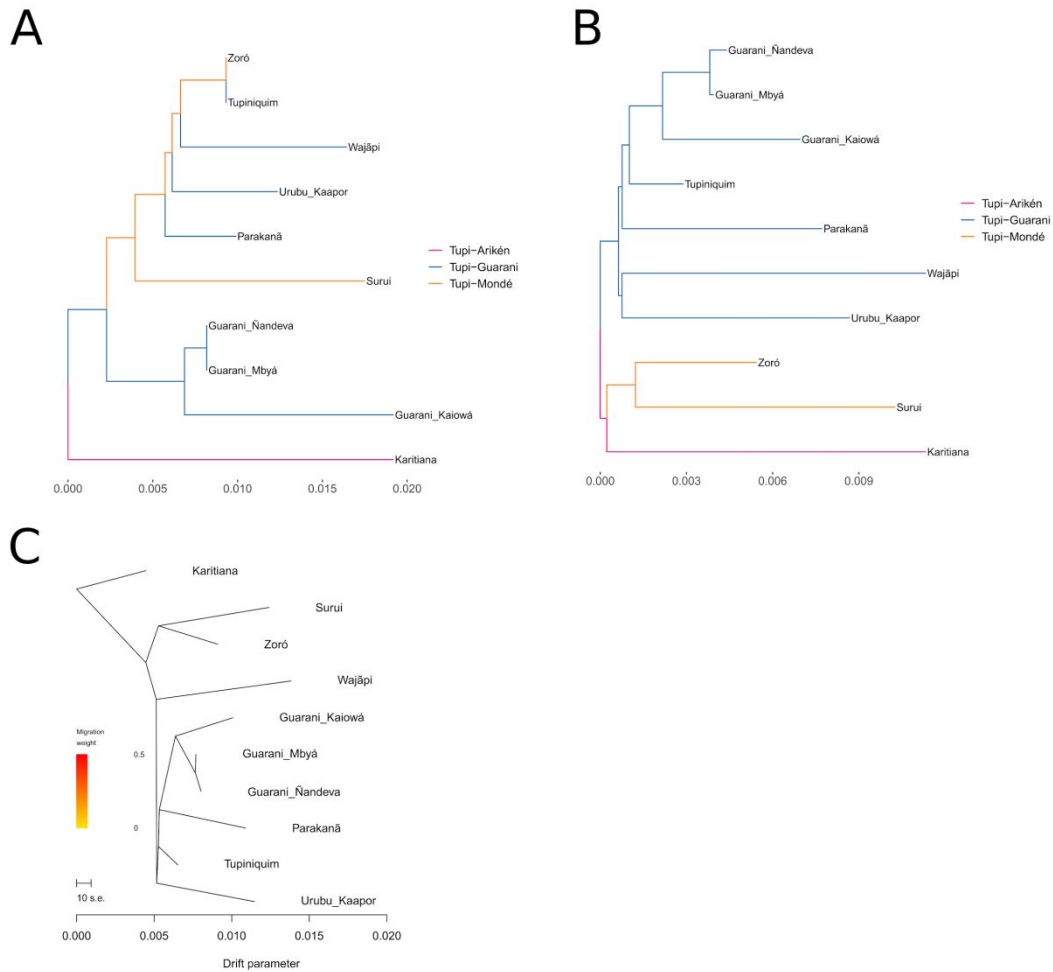 A
Zoró
Tupiniquim
Wajãpi
Urubu_Kaapor
Parakanã
Surui
Guarani_Ñandeva
Guarani_Mbyá
Guarani_Kaiowá
Karitiana
Tupi−Arikén
Tupi−Guarani
Tupi−Mondé
0.000 0.005 0.010 0.015 0.020
B
Guarani_Ñandeva
Guarani_Mbyá
Guarani_Kaiowá
Tupiniquim
Parakanã
Wajãpi
Urubu_Kaapor
Zoró
Surui
Karitiana
Tupi−Arikén
Tupi−Guarani
Tupi−Mondé
0.000 0.003 0.006 0.009
C
Karitiana
Surui
Zoró
Wajãpi
Guarani_Kaiowá
Guarani_Mbyá
Guarani_Ñandeva
Parakanã
Tupiniquim
Urubu_Kaapor
Migration
weight
0.5
0
10 s.e.
0.000 0.005 0.010 0.015 0.020
Drift parameter